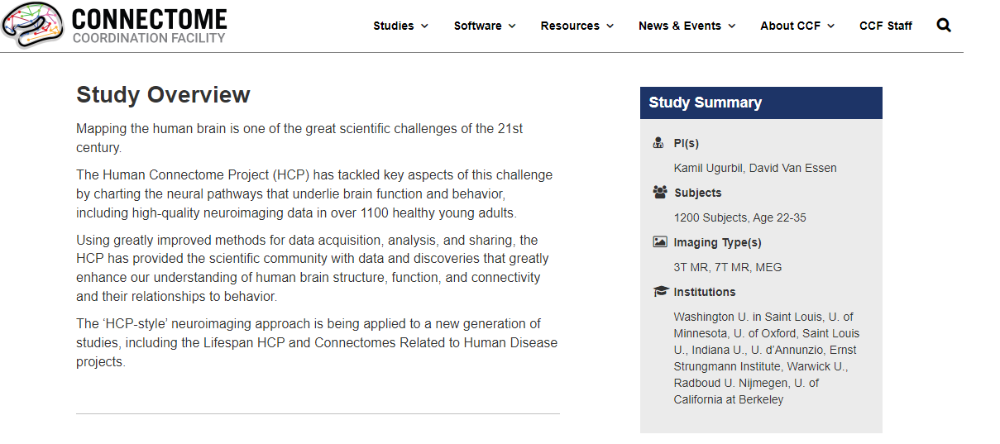 CONNECTOME
COORDINATION FACILITY
Studies
Software
Resources
News & Events
About CCF
CCF Staff
Study Overview
Mapping the human brain is one of the great scientific challenges of the 21st
century.
The Human Connectome Project (HCP) has tackled key aspects of this challenge
by charting the neural pathways that underlie brain function and behavior,
including high-quality neuroimaging data in over 1100 healthy young adults.
Using greatly improved methods for data acquisition, analysis, and sharing, the
HCP has provided the scientific community with data and discoveries that greatly
enhance our understanding of human brain structure, function, and connectivity
and their relationships to behavior.
The ‘HCP-style’ neuroimaging approach is being applied to a new generation of
studies, including the Lifespan HCP and Connectomes Related to Human Disease
projects.
Study Summary
PI(s)
Kamil Ugurbil, David Van Essen
Subjects
1200 Subjects, Age 22-35
Imaging Type(s)
3T MR, 7T MR, MEG
Institutions
Washington U. in Saint Louis, U. of
Minnesota, U. of Oxford, Saint Louis
U., Indiana U., U. d’Annunzio, Ernst
Strungmann Institute, Warwick U.,
Radboud U. Nijmegen, U. of
California at Berkeley